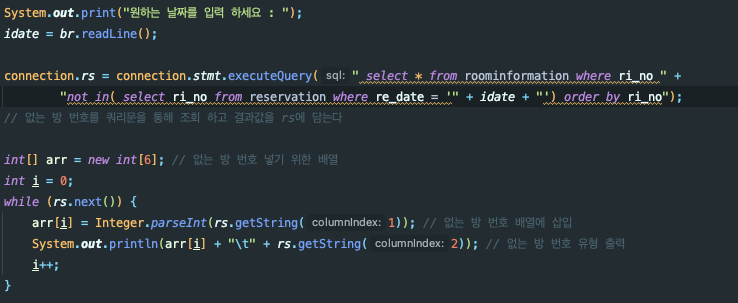 System.out.print("원하는 날짜를 입력 하세요 : ");
idate = br.readLine();
connection.rs = connection.stmt.executeQuery( sql: " select * from roominformation where ri_no " +
"not in( select ri_no from reservation where re_date = '" + idate + "') order by ri_no");
// 없는 방 번호를 쿼리문을 통해 조회 하고 결과값을 rs에 담는다
int[] arr = new int[6]; // 없는 방 번호 넣기 위한 배열
int i = 0;
while (rs.next()) {
arr[i] = Integer.parseInt(rs.getString( columnIndex: 1)); // 없는 방 번호 배열에 삽입
System.out.println(arr[i] + "\t" + rs.getString( columnIndex: 2)); // 없는 방 번호 유형 출력
i++;
}